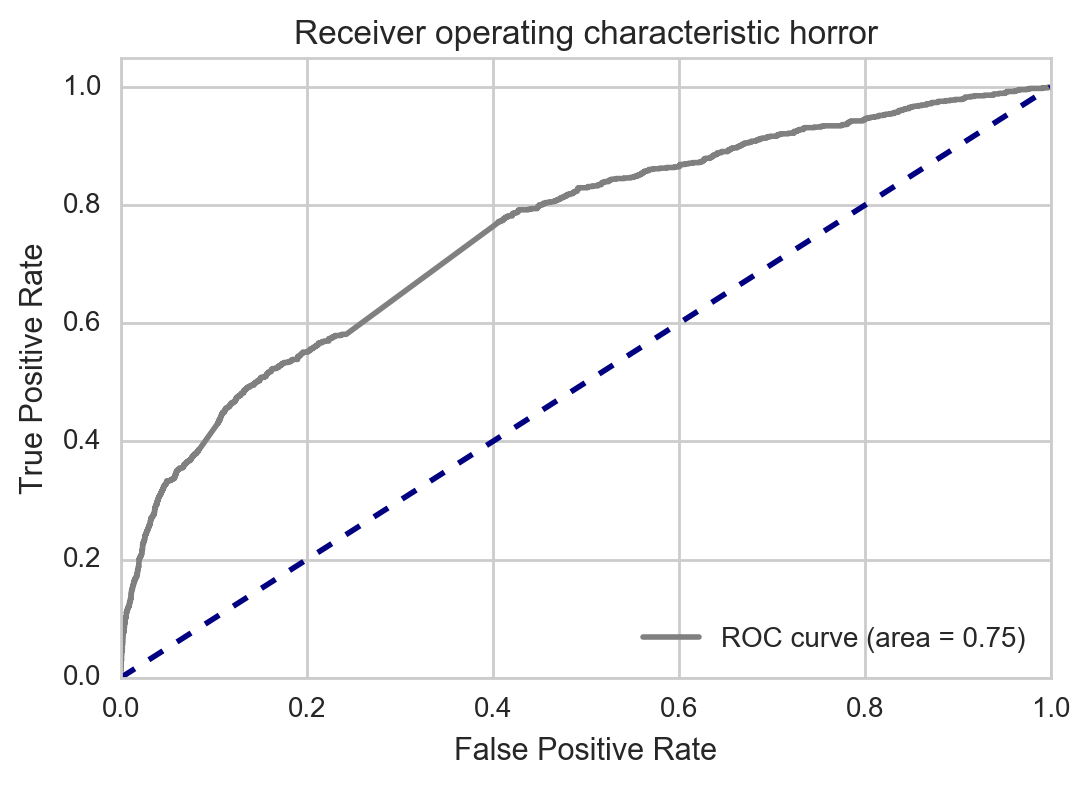 Receiver operating characteristic horror
1.0
0.8
0.6
0.4
0.2
0.0
True Positive Rate
ROC curve (area = 0.75)
0.0 0.2 0.4 0.6 0.8 1.0
False Positive Rate